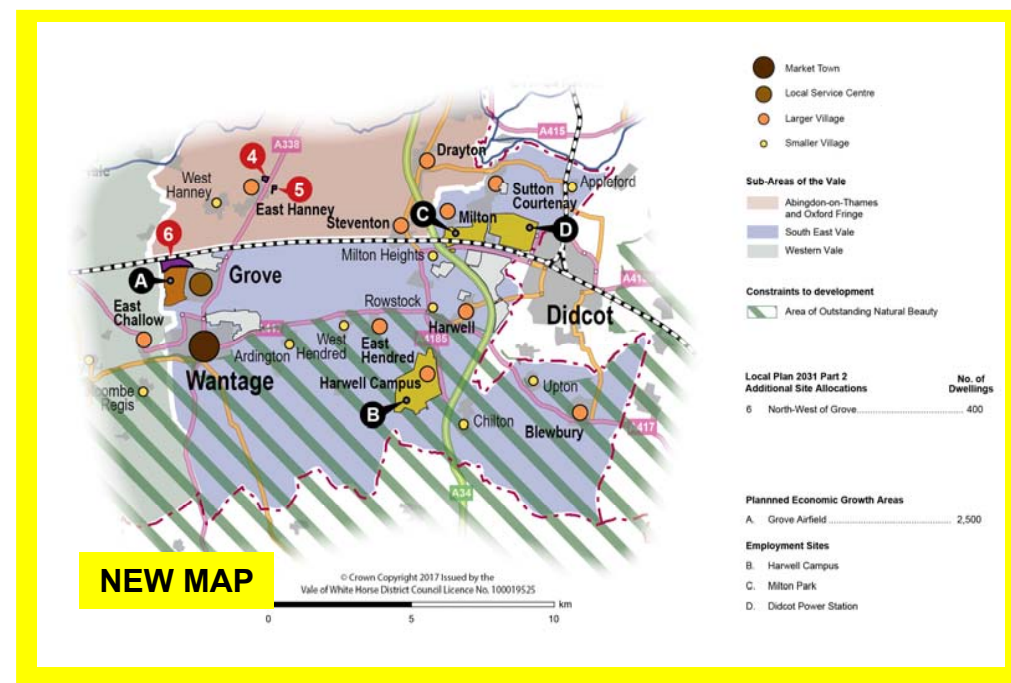 A338
A415
4
West
Hanney
5
East Hanney
Drayton
Sutton
Courtenay
Appleford
Steventon
C
Milton
D
6
Milton Heights
A
Grove
East
Challow
Rowstock
Didcot
Harwell
Ardington
West
Hendred
East
Hendred
A4185
Wantage
Harwell Campus
Regis
B
Upton
Chilton
Blewbury
A417
A34
NEW MAP
© Crown Copyright 2017 Issued by the
Vale of White Horse District Council Licence No. 100019525
km
0 5 10
Market Town
Local Service Centre
Larger Village
Smaller Village
Sub-Areas of the Vale
Abingdon-on-Thames
and Oxford Fringe
South East Vale
Western Vale
Constraints to development
Area of Outstanding Natural Beauty
Local Plan 2031 Part 2
Additional Site Allocations
No. of
Dwellings
6 North-West of Grove 400
Plannned Economic Growth Areas
A. Grove Airfield 2,500
Employment Sites
B. Harwell Campus
C. Milton Park
D. Didcot Power Station